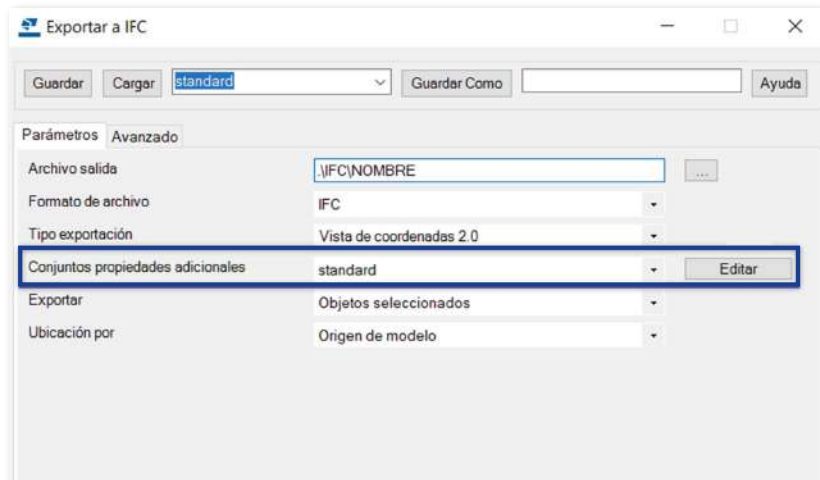 Exportar a IFC
Guardar Cargar standard Guardar Como Ayuda
Parámetros Avanzado
Archivo salida .\IFC\NOMBRE ...
Formato de archivo IFC
Tipo exportación Vista de coordenadas 2.0
Conjuntos propiedades adicionales standard Editar
Exportar Objetos seleccionados
Ubicación por Origen de modelo